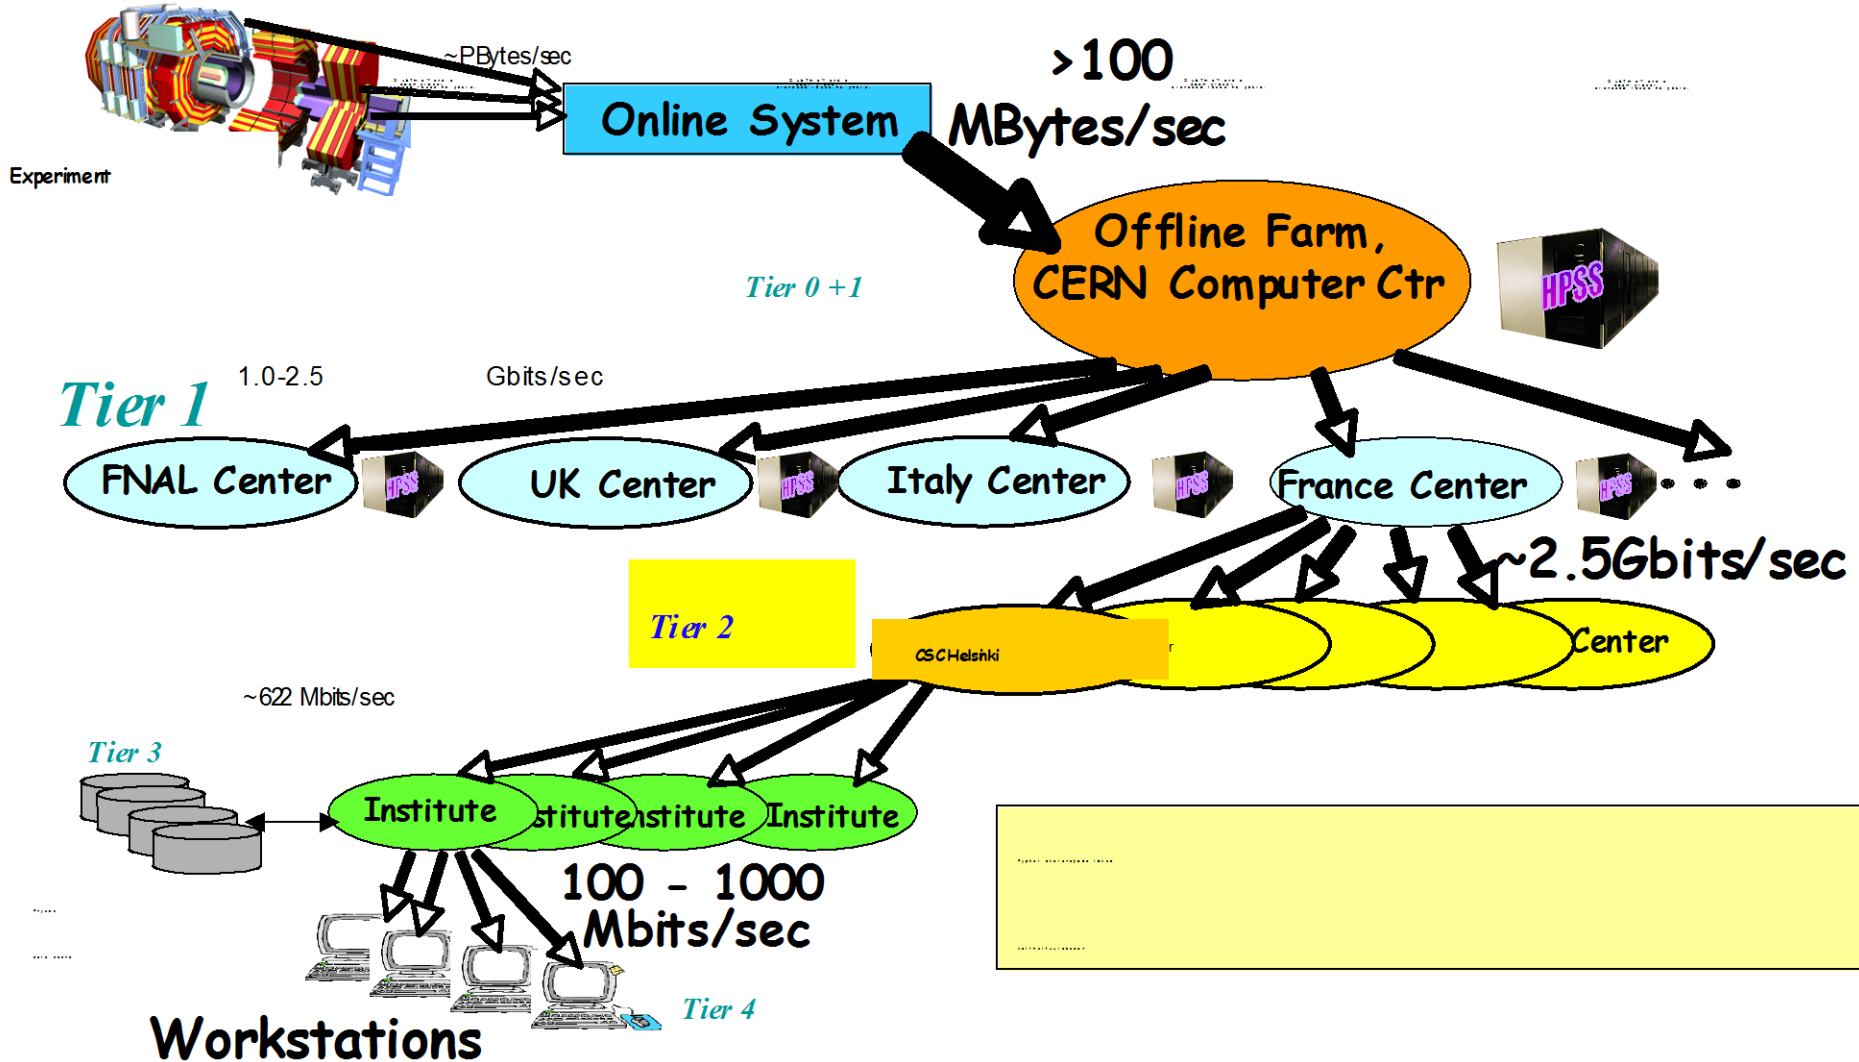 ~PBytes/sec
>100
MBytes/sec
Online System
Experiment
Offline Farm,
CERN Computer Ctr
HPSS
Tier 0 +1
Tier 1
1.0-2.5 Gbits/sec
FNAL Center
HPSS
UK Center
HPSS
Italy Center
HPSS
France Center
HPSS
~2.5Gbits/sec
Tier 2
CSC Helsinki
r
Center
~622 Mbits/sec
Tier 3
Institute
stitute
nstitute
Institute
100 - 1000
Mbits/sec
Tier 4
Workstations